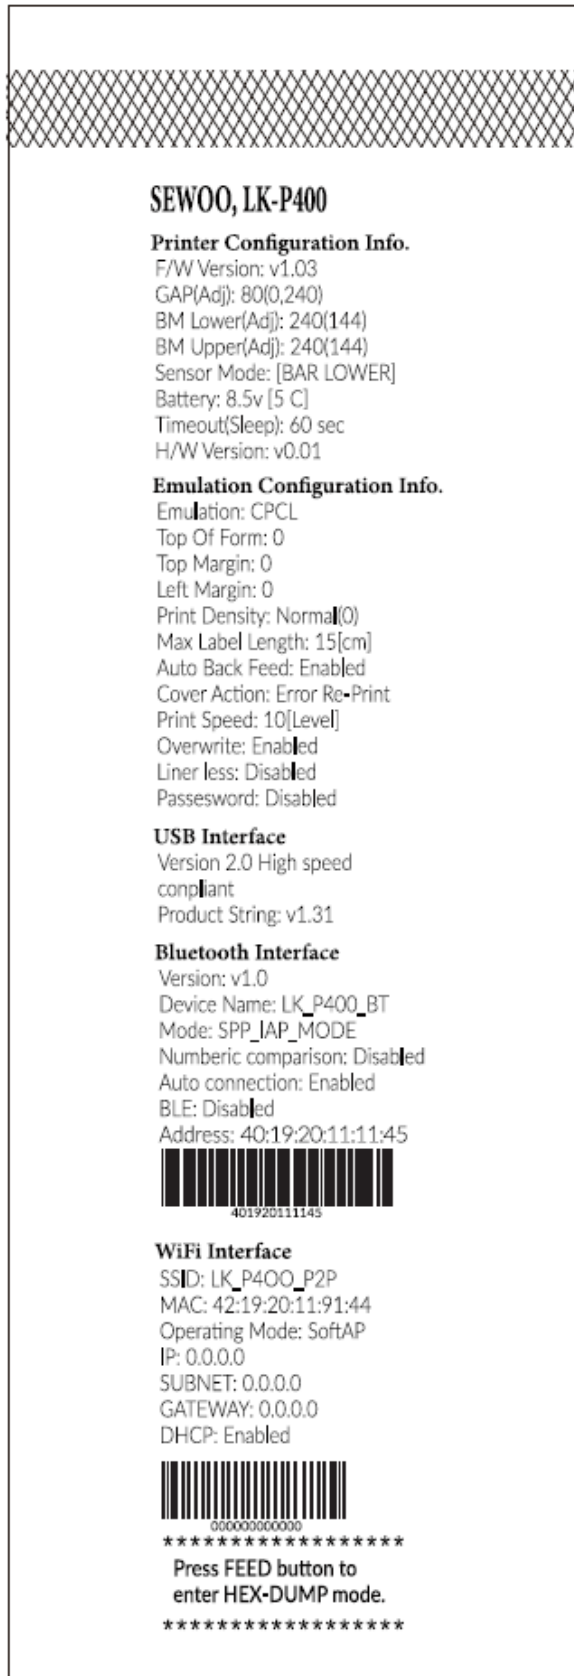 SEWOO, LK-P400
Printer Configuration Info.
F/W Version: v1.03
GAP(Adj): 80(0,240)
BM Lower(Adj): 240(144)
BM Upper(Adj): 240(144)
Sensor Mode: [BAR LOWER]
Battery: 8.5v [5 C]
Timeout(Sleep): 60 sec
H/W Version: v0.01
Emulation Configuration Info.
Emulation: CPCL
Top Of Form: 0
Top Margin: 0
Left Margin: 0
Print Density: Normal(0)
Max Label Length: 15[cm]
Auto Back Feed: Enabled
Cover Action: Error Re-Print
Print Speed: 10[Level]
Overwrite: Enabled
Liner less: Disabled
Passesword: Disabled
USB Interface
Version 2.0 High speed
conpliant
Product String: v1.31
Bluetooth Interface
Version: v1.0
Device Name: LK_P400_BT
Mode: SPP_IAP_MODE
Numberic comparison: Disabled
Auto connection: Enabled
BLE: Disabled
Address: 40:19:20:11:11:45
401920111145
WiFi Interface
SSID: LK_P4OO_P2P
MAC: 42:19:20:11:91:44
Operating Mode: SoftAP
IP: 0.0.0.0
SUBNET: 0.0.0.0
GATEWAY: 0.0.0.0
DHCP: Enabled
000000000000
******************
Press FEED button to
enter HEX-DUMP mode.
******************